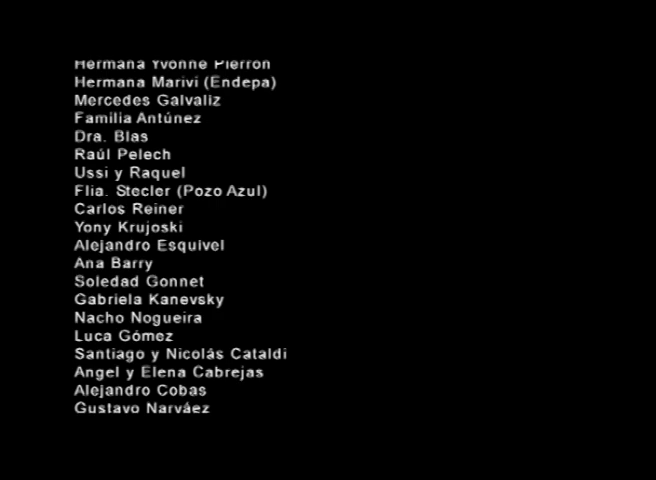 Hermana Yvonne Pierron
Hermana Marivi (Endepa)
Mercedes Galvaliz
Familia Antúnez
Dra. Blas
Raúl Pelech
Ussi y Raquel
Flia. Stecler (Pozo Azul)
Carlos Reiner
Yony Krujoski
Alejandro Esquivel
Ana Barry
Soledad Gonnet
Gabriela Kanevsky
Nacho Nogueira
Luca Gómez
Santiago y Nicolás Cataldi
Angel y Elena Cabrejas
Alejandro Cobas
Gustavo Narváez